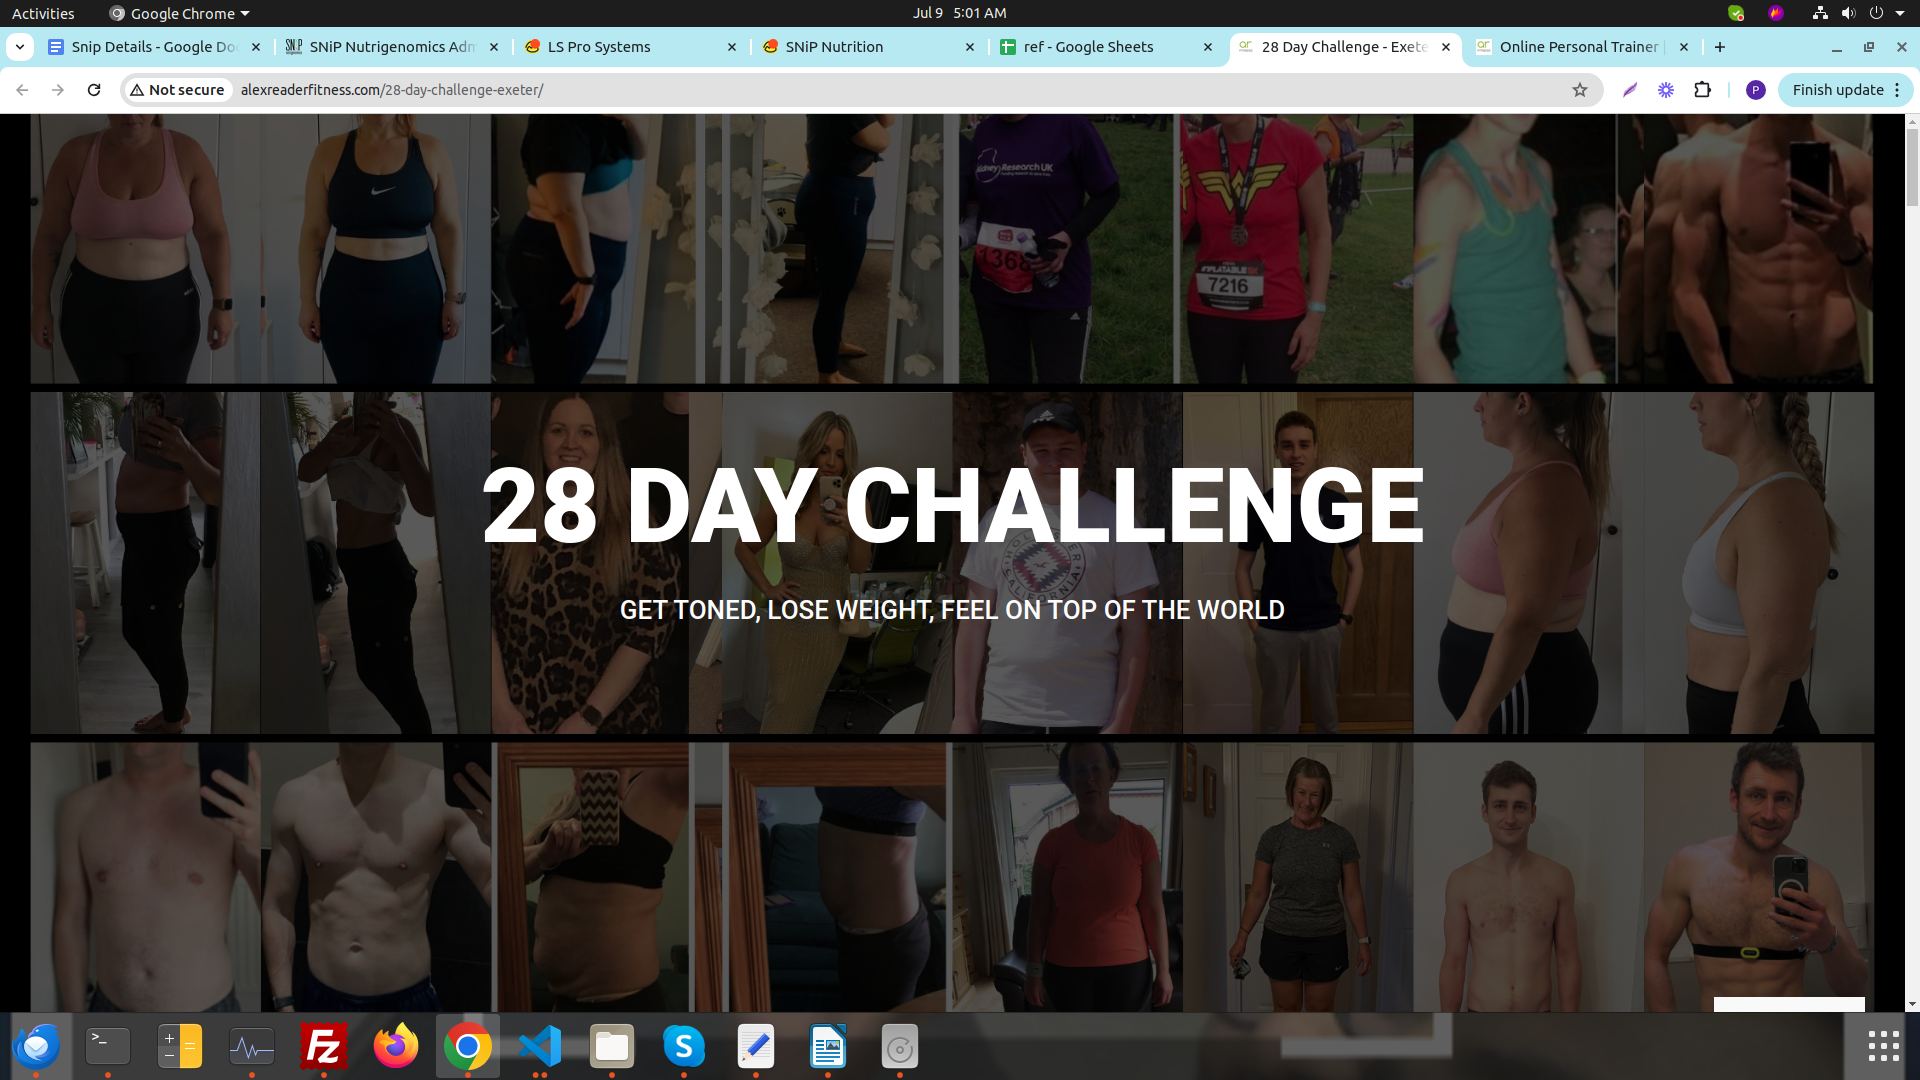 Activities
Google Chrome
Jul 9 5:01 AM
Snip Details - Google Do
SNiP Nutrigenomics Adm
LS Pro Systems
SNiP Nutrition
ref - Google Sheets
28 Day Challenge - Exete
Online Personal Trainer
Not secure
alexreaderfitness.com/28-day-challenge-exeter/
P
Finish update
Kidney Research UK
1368
INFLATABLE 5K
7216
28 DAY CHALLENGE
HOLLISTER
CALIFORNIA
GET TONED, LOSE WEIGHT, FEEL ON TOP OF THE WORLD